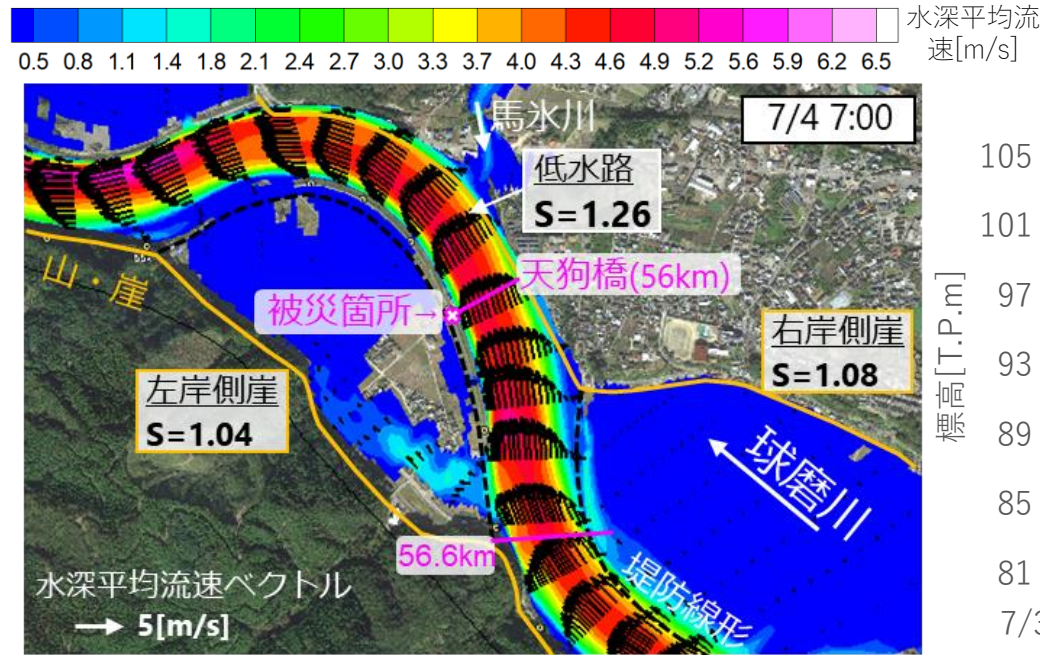 水深平均流
速[m/s]
0.5 0.8 1.1 1.4 1.8 2.1 2.4 2.7 3.0 3.3 3.7 4.0 4.3 4.6 4.9 5.2 5.6 5.9 6.2 6.5
7/4 7:00
馬氷川
低水路
S=1.26
天狗橋(56km)
被災箇所→
山・崖
右岸側崖
S=1.08
左岸側崖
S=1.04
球磨川
56.6km
堤防線形
水深平均流速ベクトル
5[m/s]
標高[T.P.m]
105
101
97
93
89
85
81
7/3